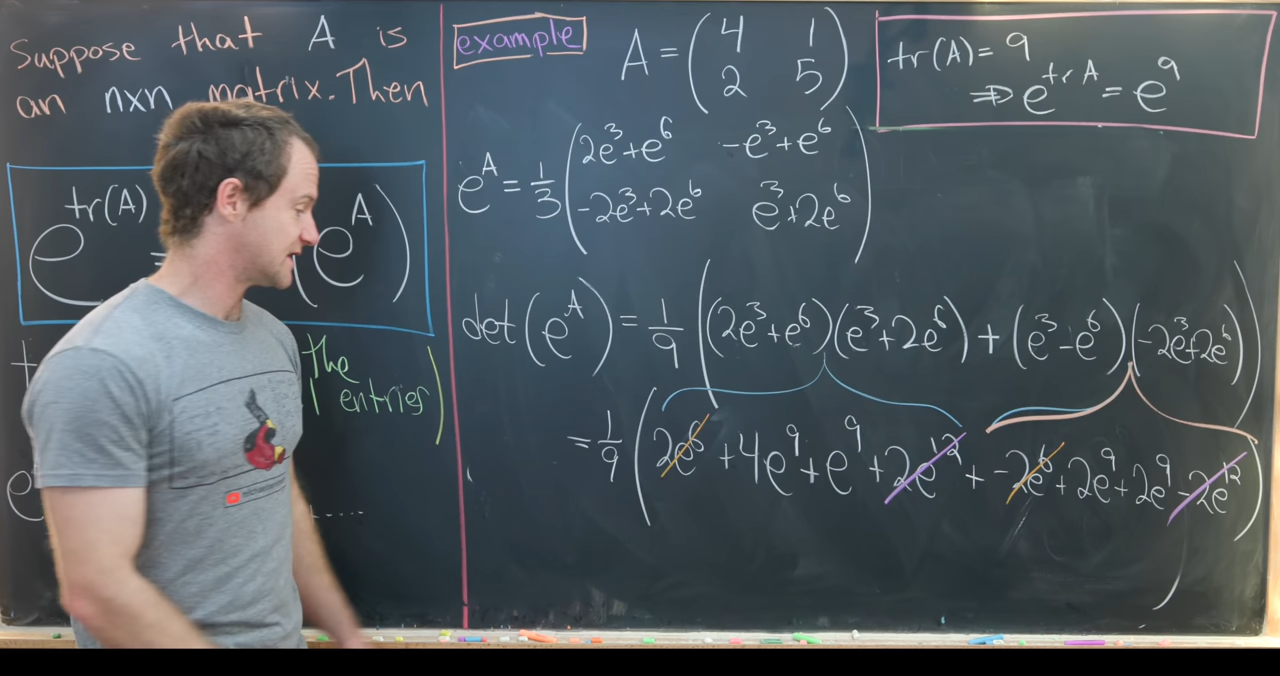 Suppose that A is
an nxn matrix. Then
e^tr(A) = (e^A)
the
entries)
e
.....
example
A = (4 1
2 5)
tr(A) = 9
⇒ e^trA = e^9
e^A = 1/3 (2e^3+e^6 -e^3+e^6
-2e^3+2e^6 e^3+2e^6)
det(e^A) = 1/9 ((2e^3+e^6)(e^3+2e^6) + (e^3-e^6)(-2e^3+2e^6))
= 1/9 (2e^6 + 4e^9 + e^9 + 2e^12 + -2e^6 + 2e^9 + 2e^9 - 2e^12)